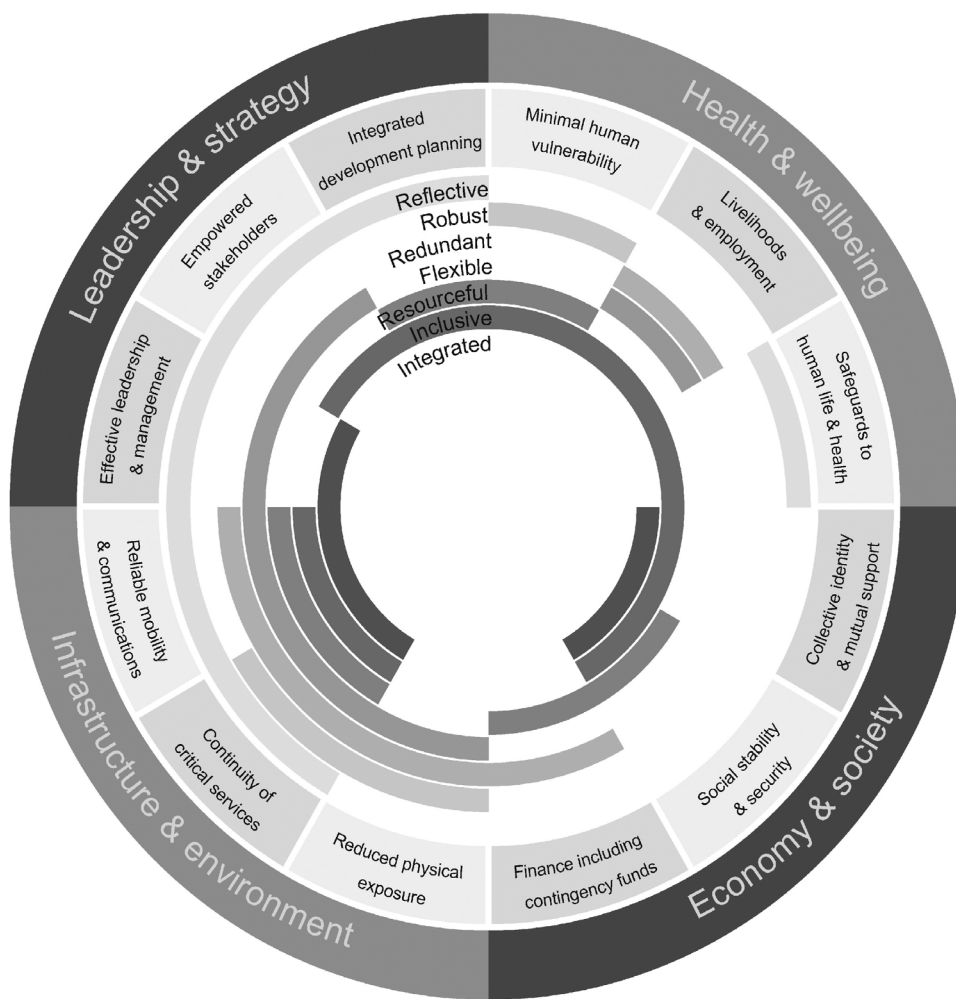 Leadership & strategy
Health & wellbeing
Integrated
development planning
Minimal human
vulnerability
Empowered
stakeholders
Livelihoods
& employment
Effective leadership
& management
Safeguards to
human life & health
Reflective
Robust
Redundant
Flexible
Resourceful
Inclusive
Integrated
Reliable mobility
& communications
Collective identity
& mutual support
Continuity of
critical services
Social stability
& security
Reduced physical
exposure
Finance including
contingency funds
Infrastructure & environment
Economy & society